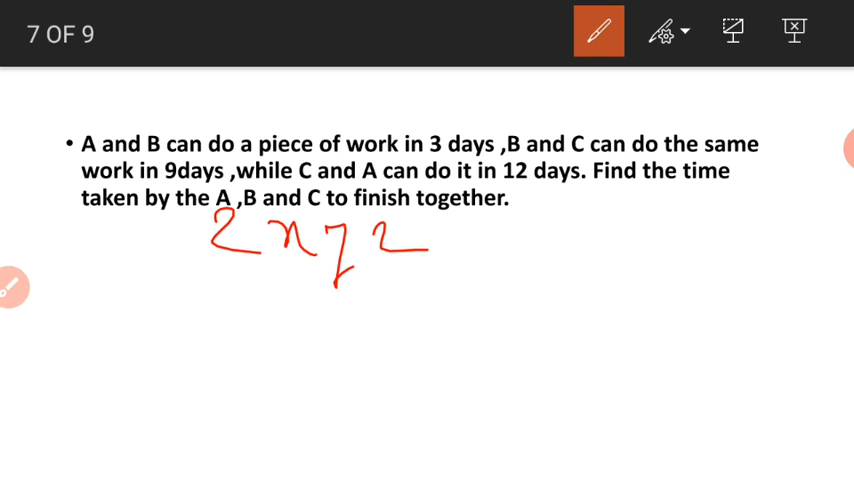 7 OF 9
• A and B can do a piece of work in 3 days ,B and C can do the same
work in 9days ,while C and A can do it in 12 days. Find the time
taken by the A ,B and C to finish together.
2 x y z